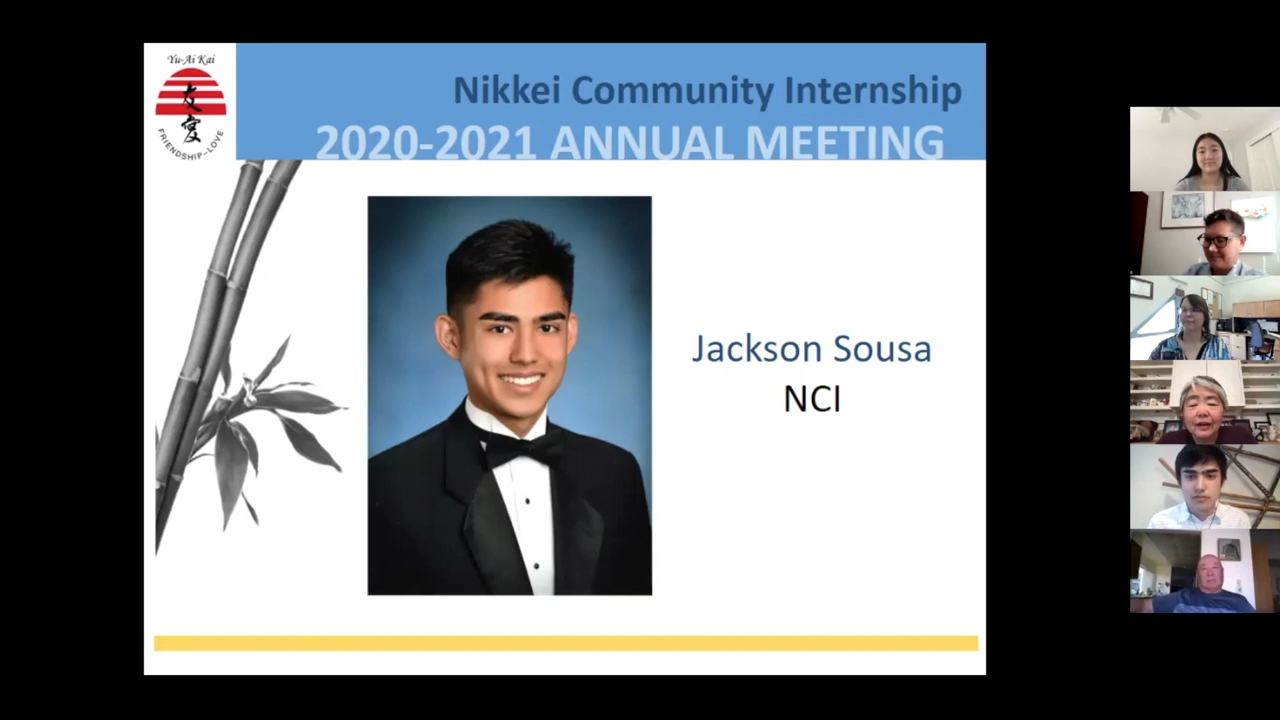 Yu-Ai Kai
友
愛
FRIENDSHIP-LOVE
Nikkei Community Internship
2020-2021 ANNUAL MEETING
Jackson Sousa
NCI